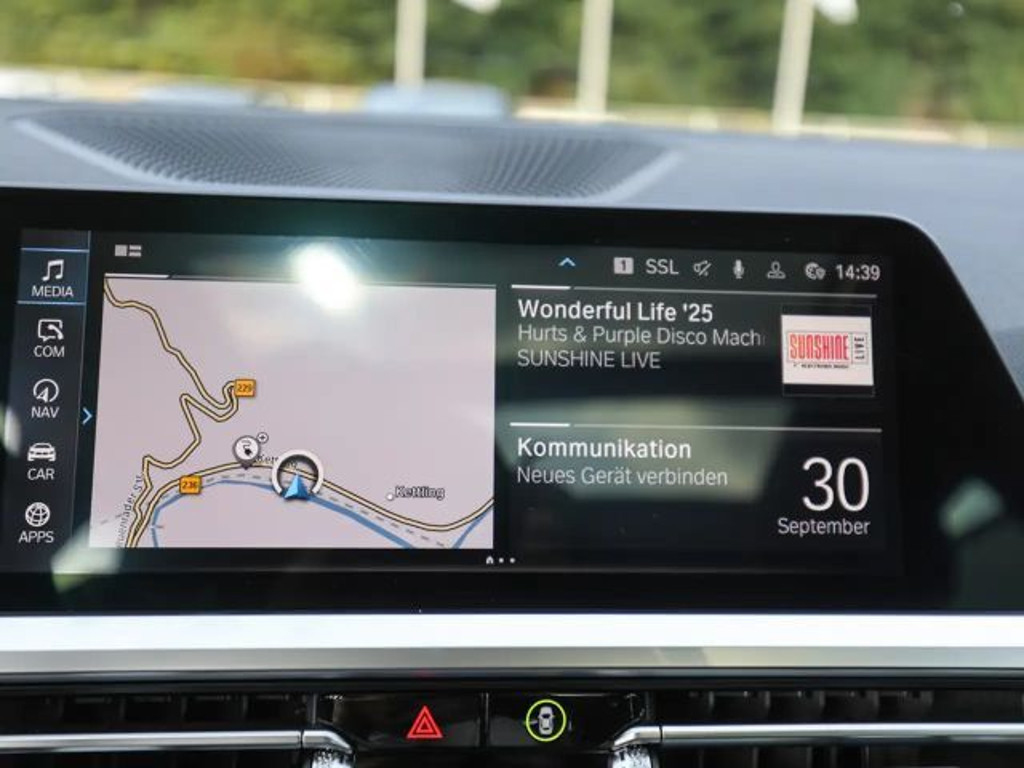 1 SSL 14:39
MEDIA
COM
NAV
CAR
APPS
229
236
Kettling
Wonderful Life '25
Hurts & Purple Disco Mach
SUNSHINE LIVE
SUNSHINE LIVE
Kommunikation
Neues Gerät verbinden
30
September